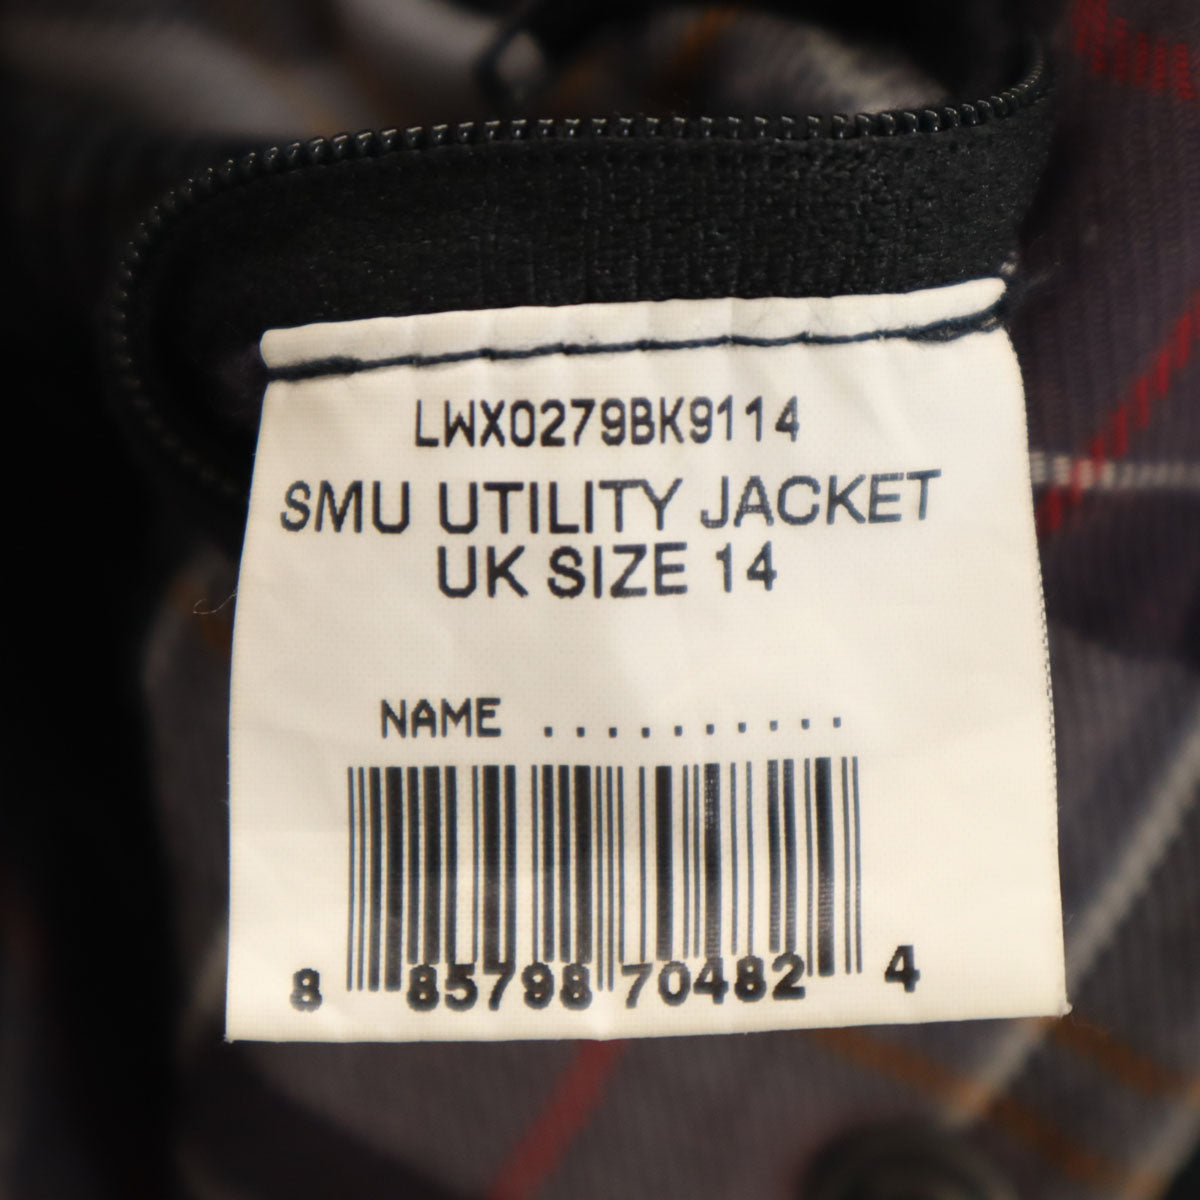 LWX0279BK9114
SMU UTILITY JACKET
UK SIZE 14
NAME ..........
8 85798 70482 4